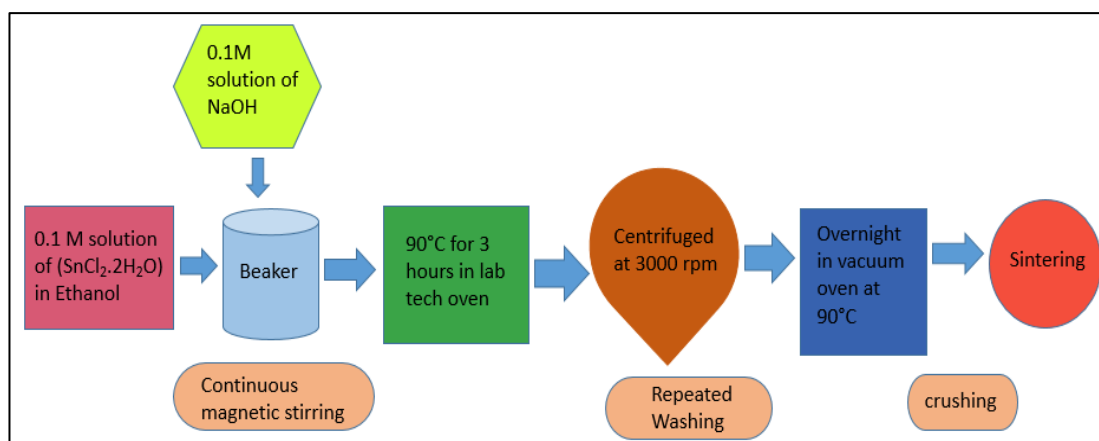 0.1M
solution of
NaOH
0.1 M solution
of (SnCl₂.2H₂O)
in Ethanol
Beaker
Continuous
magnetic stirring
90°C for 3
hours in lab
tech oven
Centrifuged
at 3000 rpm
Repeated
Washing
Overnight
in vacuum
oven at
90°C
crushing
Sintering